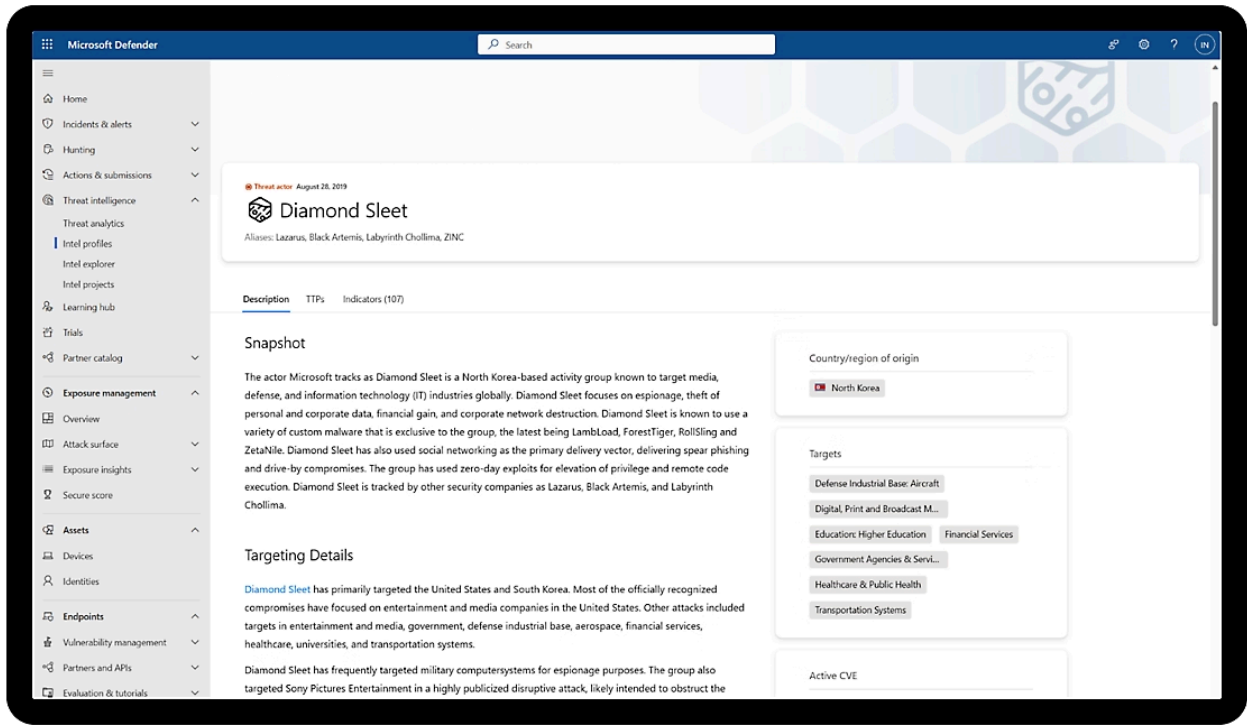 Microsoft Defender
Search
IN
Home
Incidents & alerts
Hunting
Actions & submissions
Threat intelligence
Threat analytics
Intel profiles
Intel explorer
Intel projects
Learning hub
Trials
Partner catalog
Exposure management
Overview
Attack surface
Exposure insights
Secure score
Assets
Devices
Identities
Endpoints
Vulnerability management
Partners and APIs
Evaluation & tutorials
Threat actor August 28, 2019
Diamond Sleet
Aliases: Lazarus, Black Artemis, Labyrinth Chollima, ZINC
Description TTPs Indicators (107)
Snapshot
The actor Microsoft tracks as Diamond Sleet is a North Korea-based activity group known to target media,
defense, and information technology (IT) industries globally. Diamond Sleet focuses on espionage, theft of
personal and corporate data, financial gain, and corporate network destruction. Diamond Sleet is known to use a
variety of custom malware that is exclusive to the group, the latest being LambLoad, ForestTiger, RollSling and
ZetaNile. Diamond Sleet has also used social networking as the primary delivery vector, delivering spear phishing
and drive-by compromises. The group has used zero-day exploits for elevation of privilege and remote code
execution. Diamond Sleet is tracked by other security companies as Lazarus, Black Artemis, and Labyrinth
Chollima.
Targeting Details
Diamond Sleet has primarily targeted the United States and South Korea. Most of the officially recognized
compromises have focused on entertainment and media companies in the United States. Other attacks included
targets in entertainment and media, government, defense industrial base, aerospace, financial services,
healthcare, universities, and transportation systems.
Diamond Sleet has frequently targeted military computersystems for espionage purposes. The group also
targeted Sony Pictures Entertainment in a highly publicized disruptive attack, likely intended to obstruct the
Country/region of origin
North Korea
Targets
Defense Industrial Base: Aircraft
Digital, Print and Broadcast M...
Education: Higher Education Financial Services
Government Agencies & Servi...
Healthcare & Public Health
Transportation Systems
Active CVE